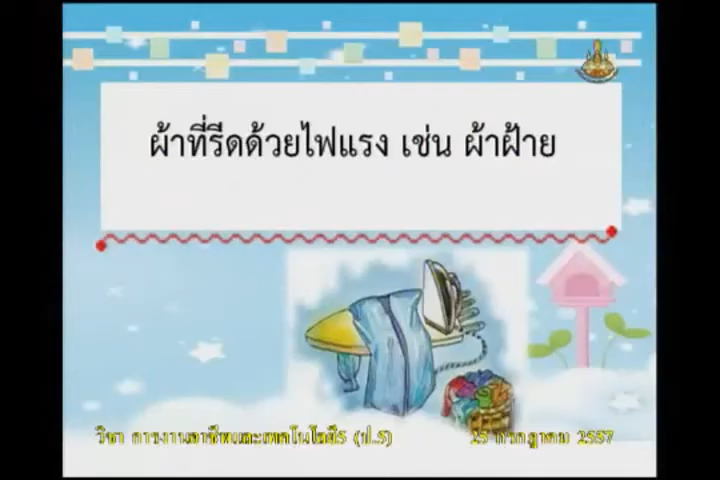 ผ้าที่รีดด้วยไฟแรง เช่น ผ้าฝ้าย
วิชา การงานอาชีพและเทคโนโลยี5 (ป.5) 25 กรกฎาคม 2557